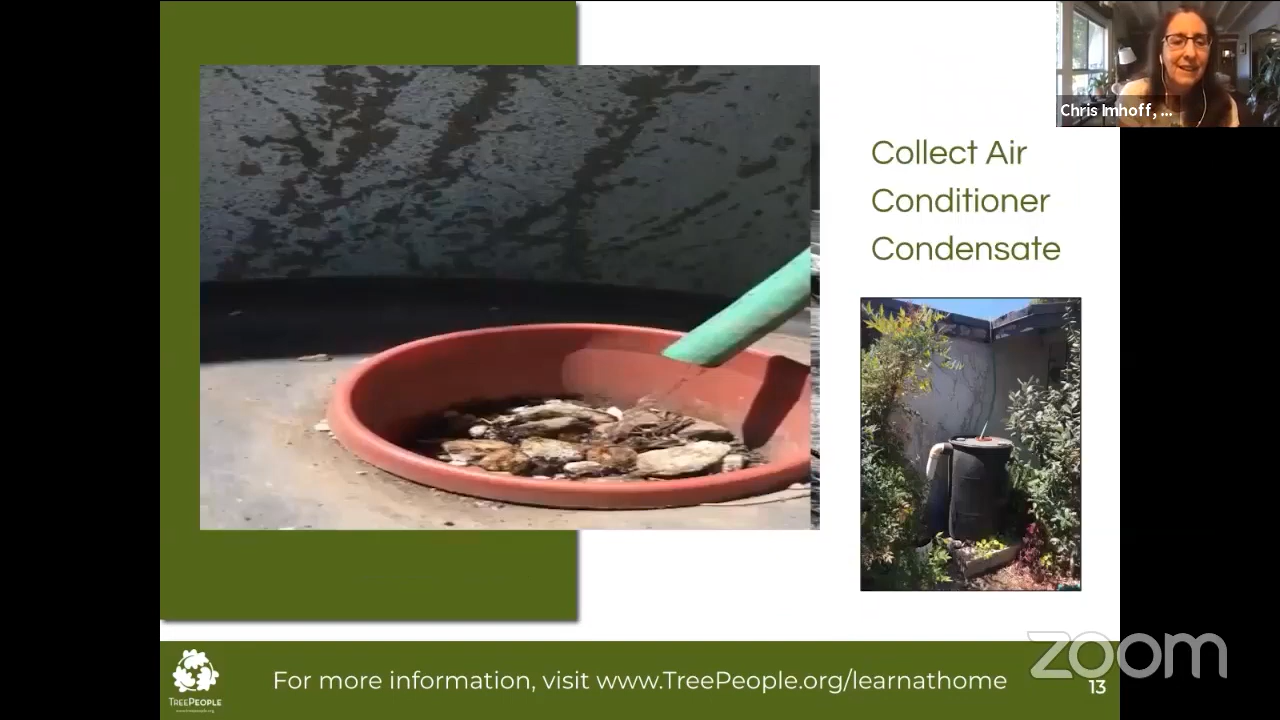 Chris Imhoff, ...
Collect Air
Conditioner
Condensate
For more information, visit www.TreePeople.org/learnathome
TREEPEOPLE
zoom
13